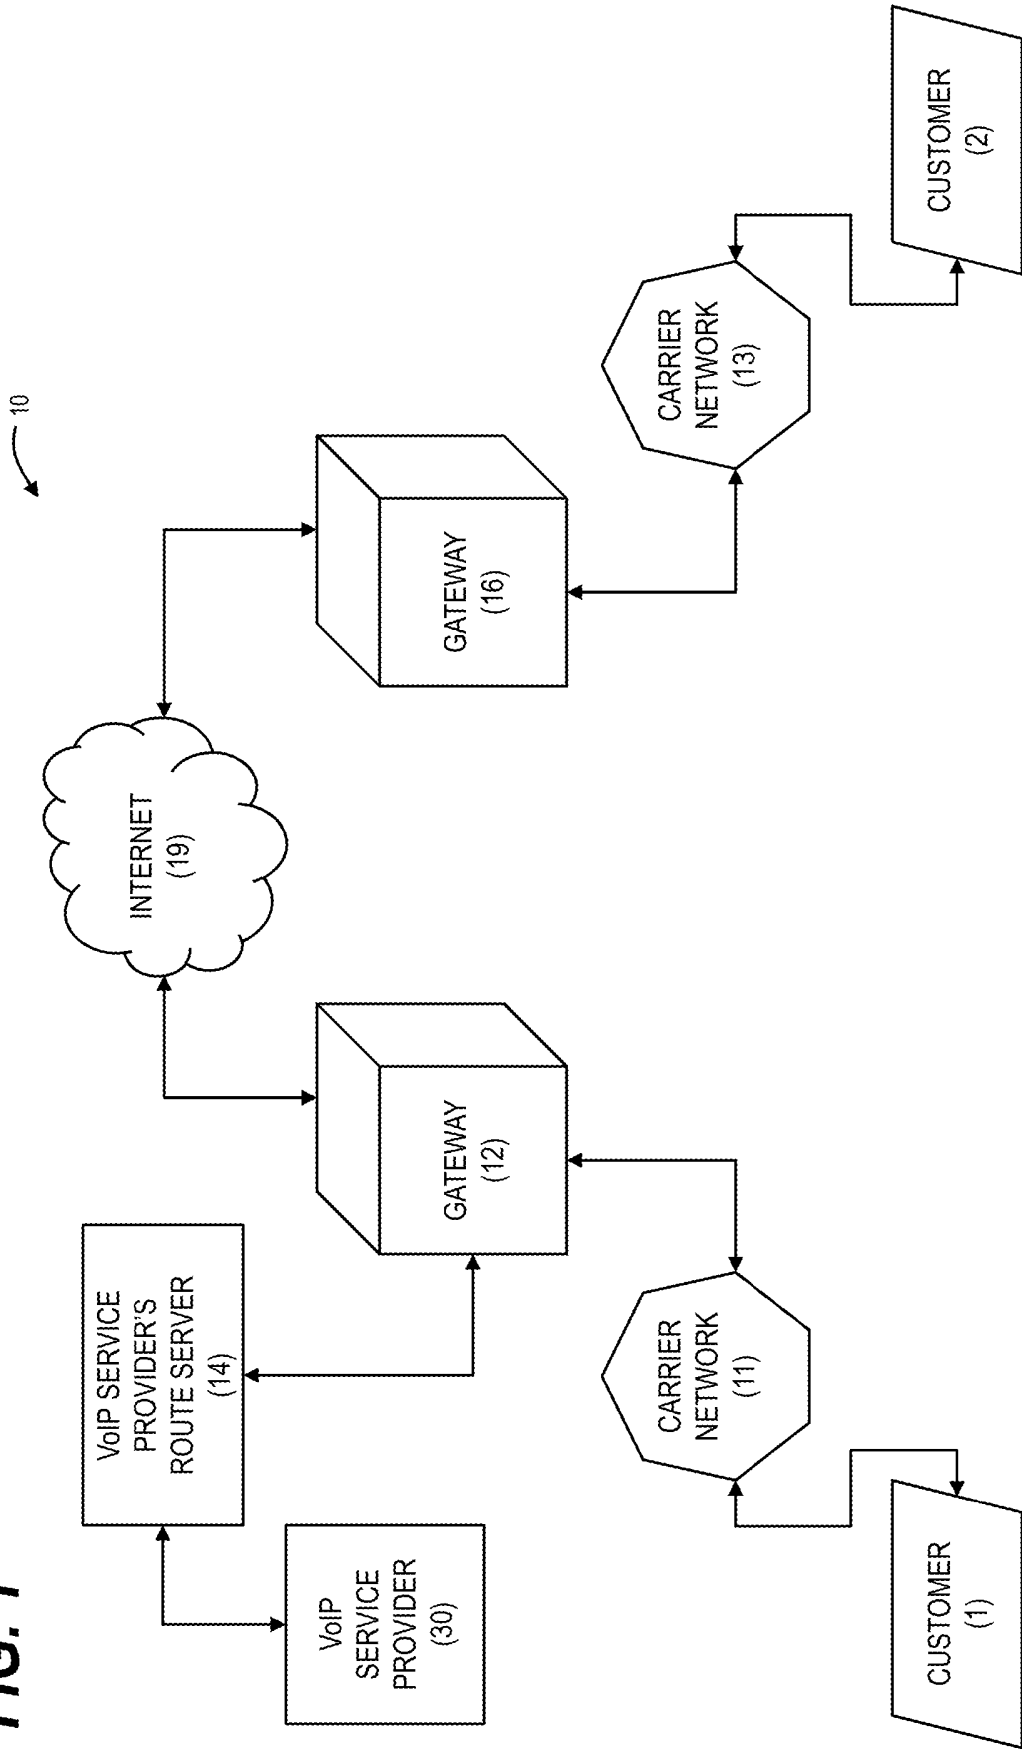 FIG. 1
10
VoIP SERVICE
PROVIDER'S
ROUTE SERVER
(14)
INTERNET
(19)
VoIP
SERVICE
PROVIDER
(30)
GATEWAY
(12)
GATEWAY
(16)
CARRIER
NETWORK
(11)
CARRIER
NETWORK
(13)
CUSTOMER
(1)
CUSTOMER
(2)